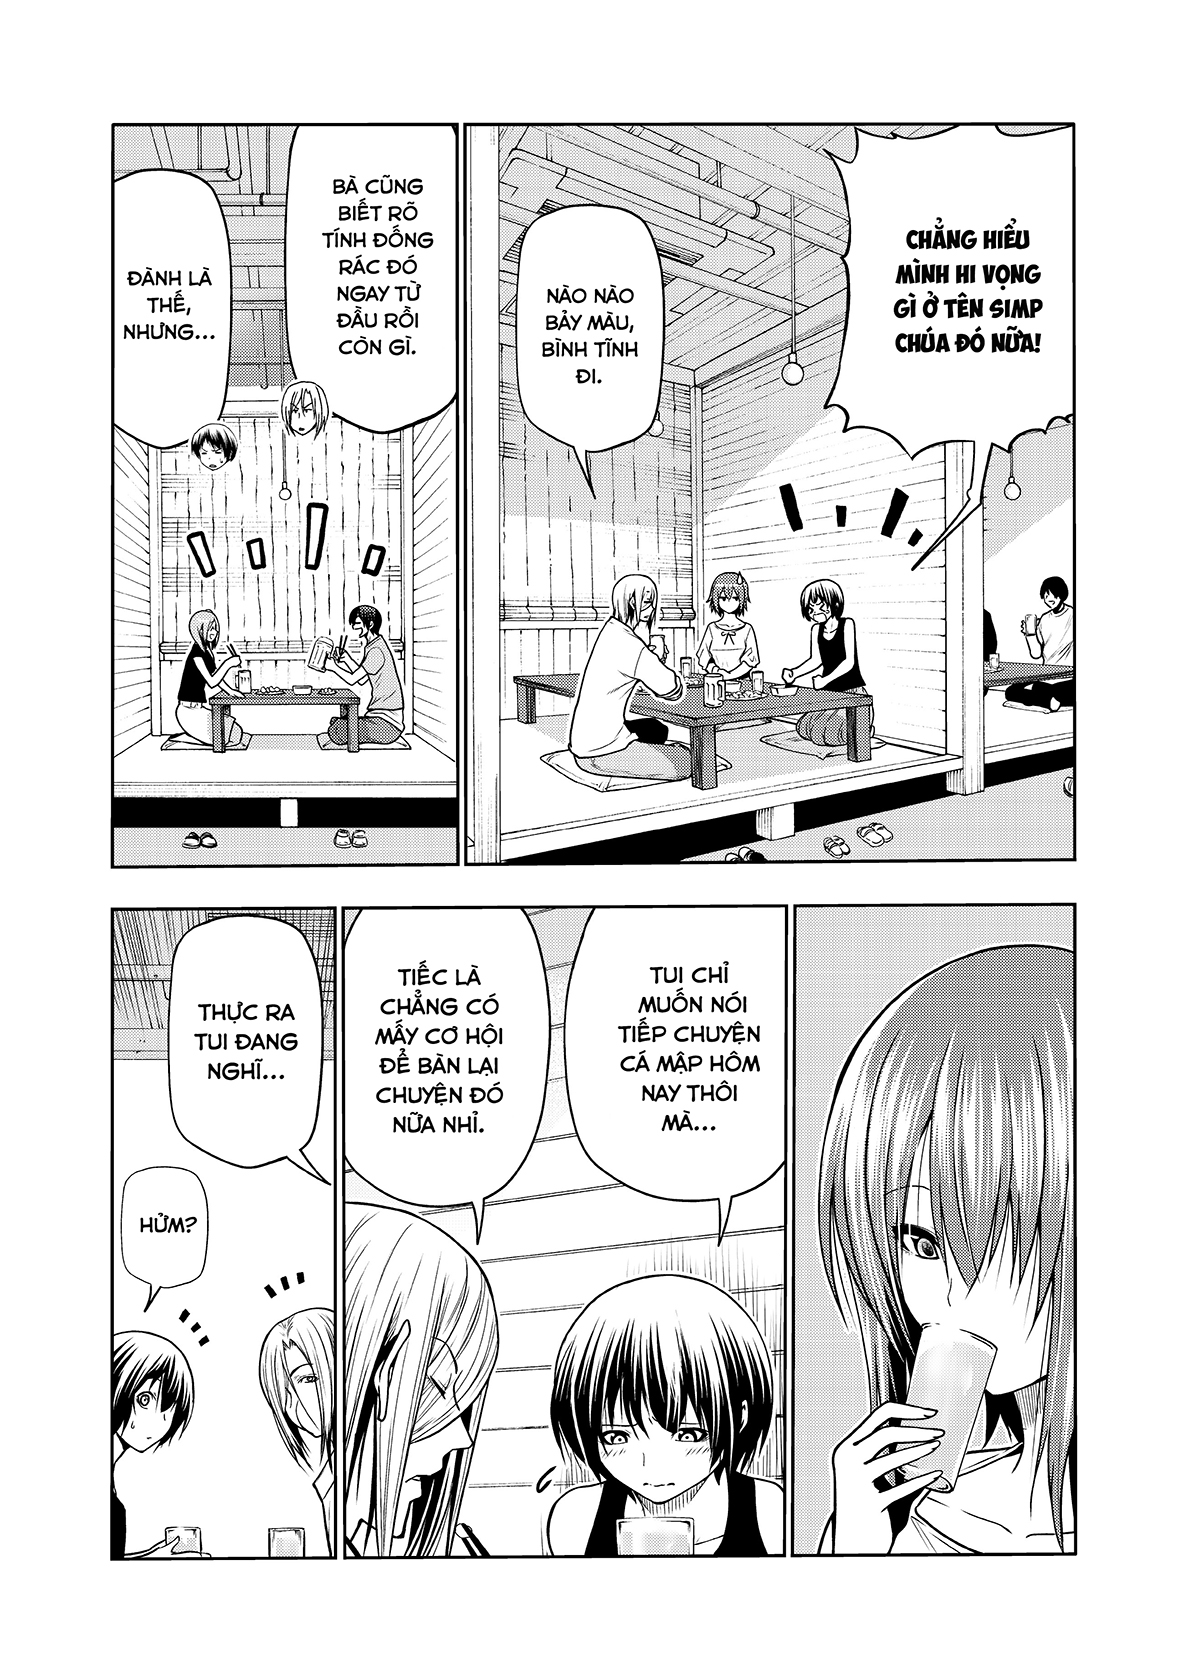 CHẲNG HIỂU
MÌNH HI VỌNG
GÌ Ở TÊN SIMP
CHÚA ĐÓ NỮA!
NÀO NÀO
BẢY MÀU,
BÌNH TĨNH
ĐI.
BÀ CŨNG
BIẾT RÕ
TÍNH ĐỐNG
RÁC ĐÓ
NGAY TỪ
ĐẦU RỒI
CÒN GÌ.
ĐÀNH LÀ
THẾ,
NHƯNG...
TUI CHỈ
MUỐN NÓI
TIẾP CHUYỆN
CÁ MẬP HÔM
NAY THÔI
MÀ...
TIẾC LÀ
CHẲNG CÓ
MẤY CƠ HỘI
ĐỂ BÀN LẠI
CHUYỆN ĐÓ
NỮA NHỈ.
THỰC RA
TUI ĐANG
NGHĨ...
HỬM?